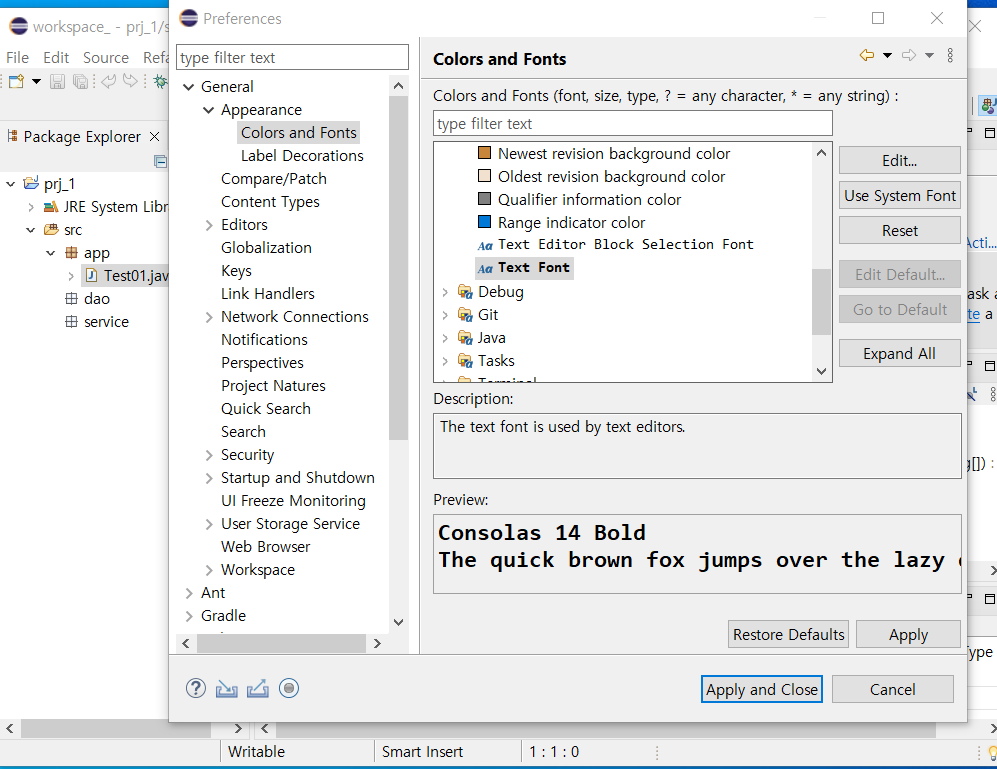 workspace_ - prj_1/s
File Edit Source Refa
Package Explorer
prj_1
JRE System Libr
src
app
Test01.jav
dao
service
Preferences
type filter text
General
Appearance
Colors and Fonts
Label Decorations
Compare/Patch
Content Types
Editors
Globalization
Keys
Link Handlers
Network Connections
Notifications
Perspectives
Project Natures
Quick Search
Search
Security
Startup and Shutdown
UI Freeze Monitoring
User Storage Service
Web Browser
Workspace
Ant
Gradle
Colors and Fonts
Colors and Fonts (font, size, type, ? = any character, * = any string) :
type filter text
Newest revision background color
Oldest revision background color
Qualifier information color
Range indicator color
Aa Text Editor Block Selection Font
Aa Text Font
Debug
Git
Java
Tasks
Terminal
Edit...
Use System Font
Reset
Edit Default...
Go to Default
Expand All
Description:
The text font is used by text editors.
Preview:
Consolas 14 Bold
The quick brown fox jumps over the lazy
Restore Defaults
Apply
Apply and Close
Cancel
Acti...
ask a
te a
g[]) :
Type
Writable
Smart Insert
1 : 1 : 0